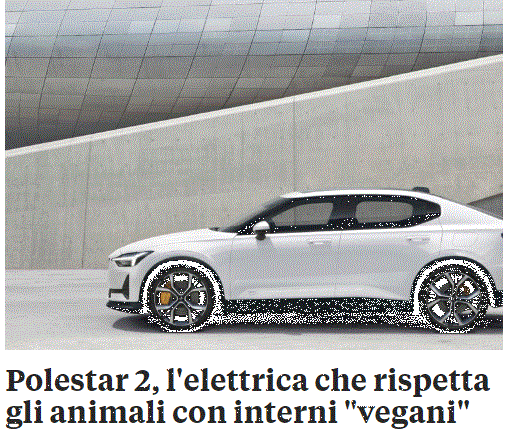 Polestar 2, l'elettrica che rispetta
gli animali con interni "vegani"